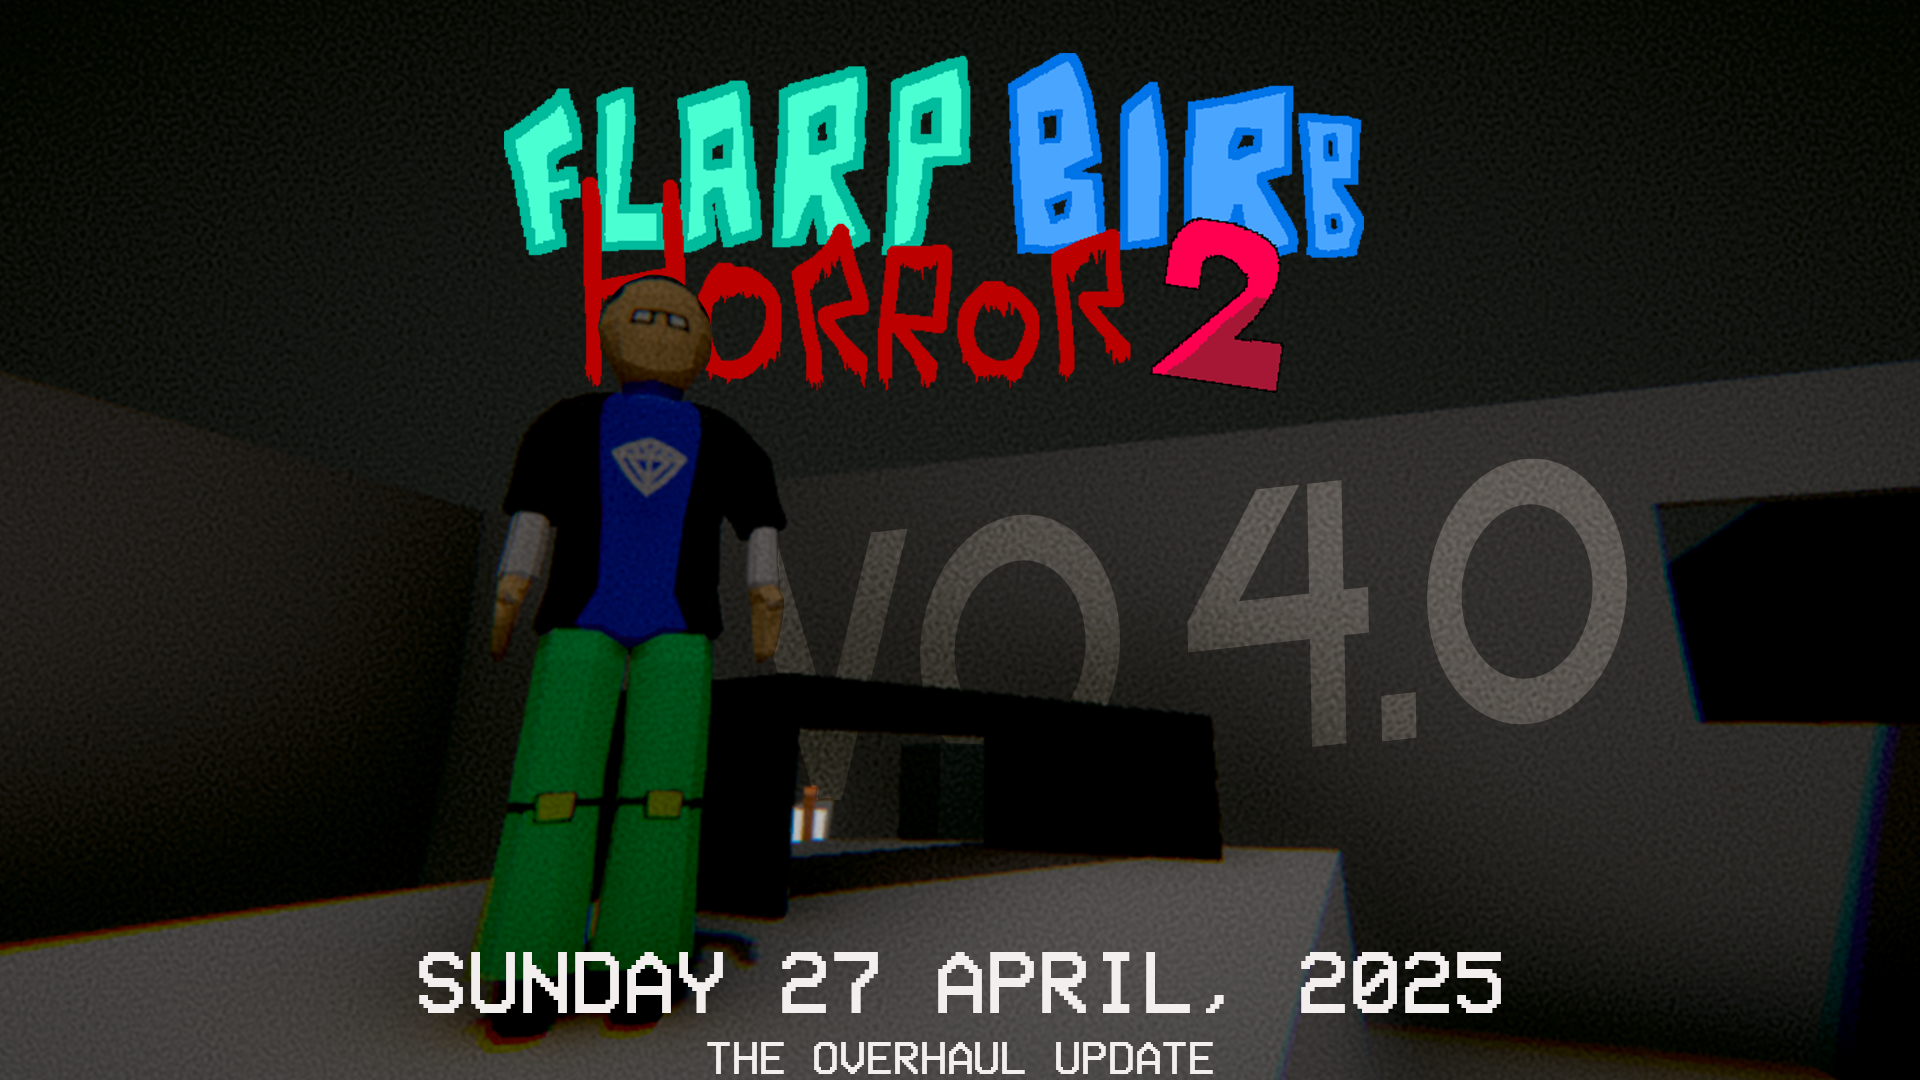 FLARP BIRB
HORROR 2
V0 4.0
SUNDAY 27 APRIL, 2025
THE OVERHAUL UPDATE